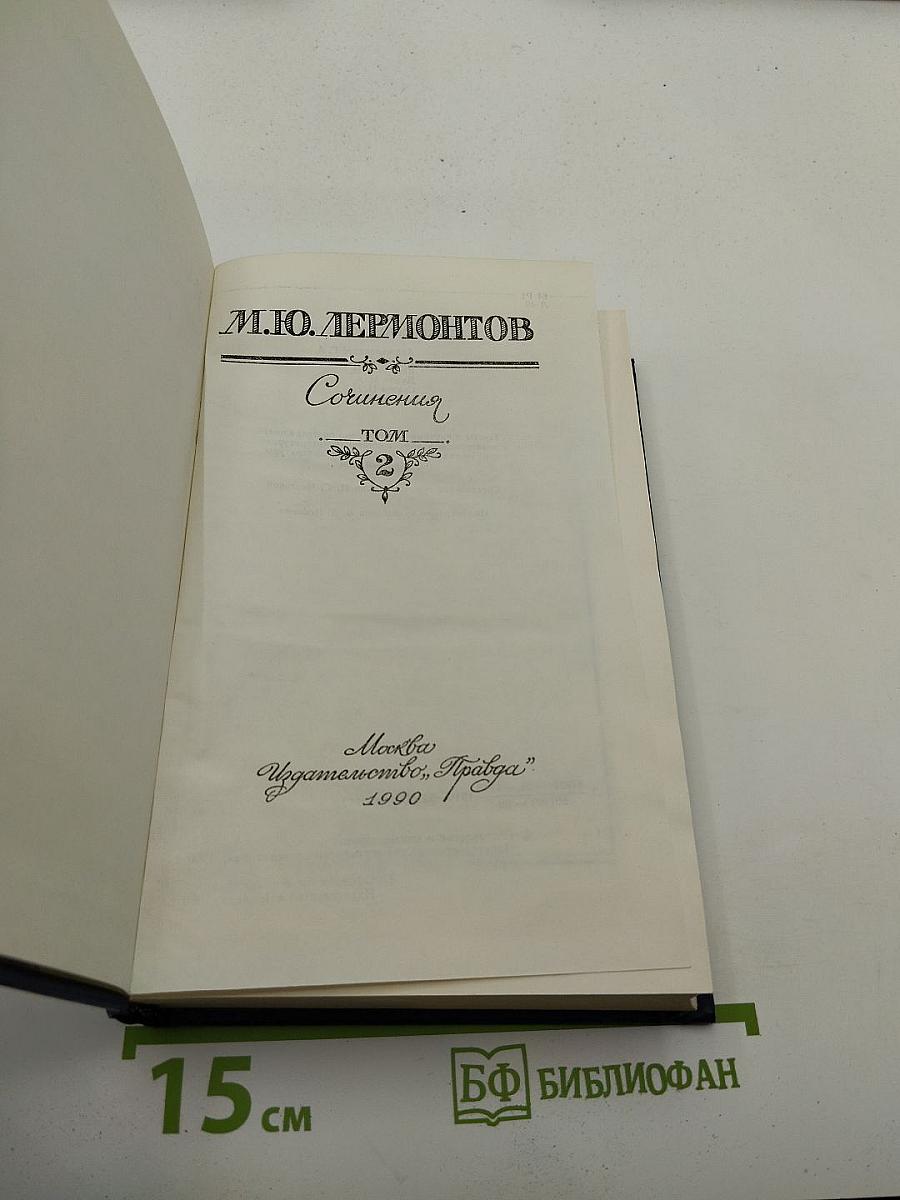 М.Ю. ЛЕРМОНТОВ
Сочинения
ТОМ
2
Москва
Издательство „Правда”
1990
15 см
БФ БИБЛИОФАН